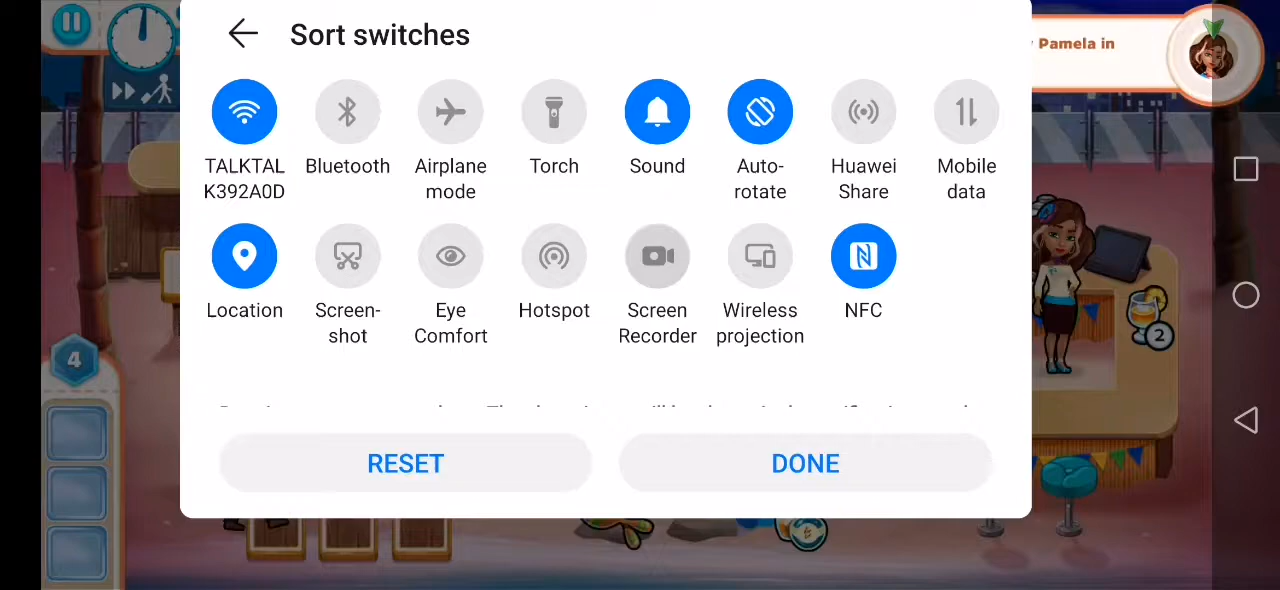 Sort switches
Pamela in
TALKTAL
K392A0D
Bluetooth
Airplane
mode
Torch
Sound
Auto-
rotate
Huawei
Share
Mobile
data
Location
Screen-
shot
Eye
Comfort
Hotspot
Screen
Recorder
Wireless
projection
NFC
2
4
RESET
DONE